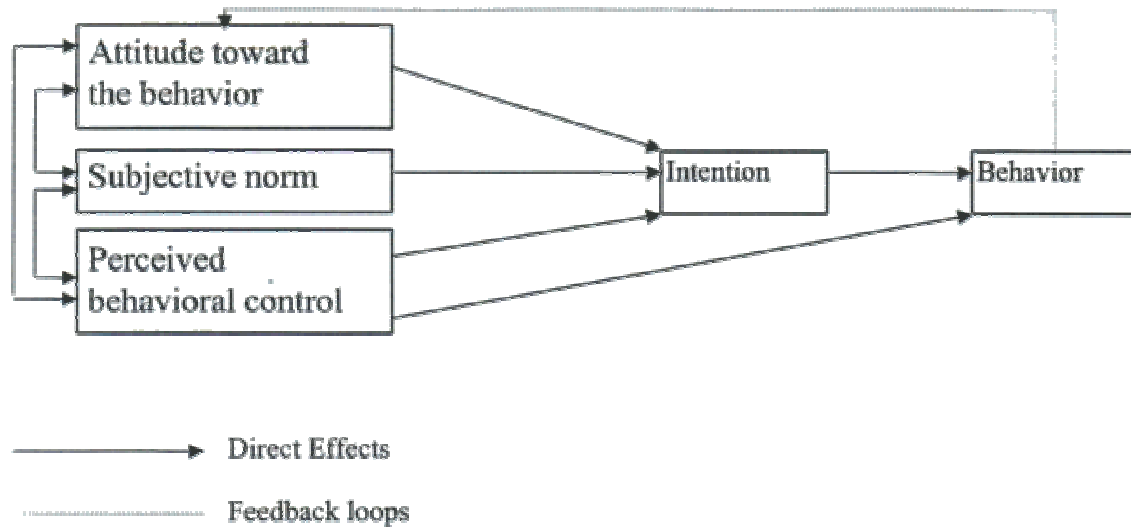 Attitude toward
the behavior
Subjective norm
Intention
Behavior
Perceived
behavioral control
Direct Effects
Feedback loops